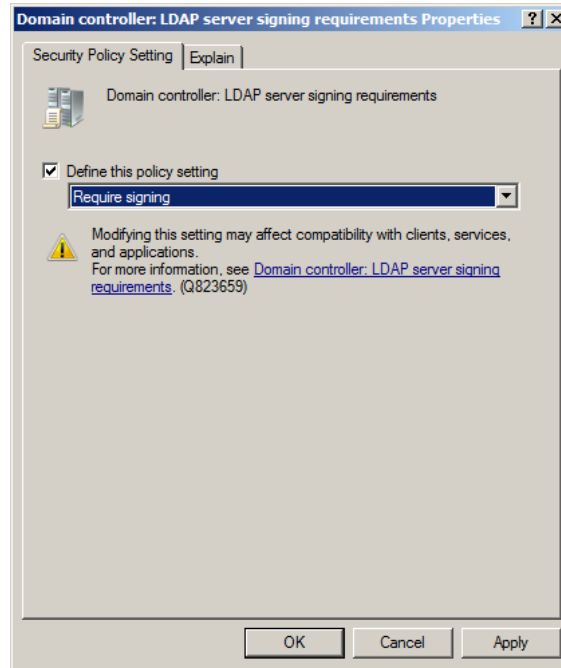 Domain controller: LDAP server signing requirements Properties ? X
Security Policy Setting Explain
Domain controller: LDAP server signing requirements
Define this policy setting
Require signing
Modifying this setting may affect compatibility with clients, services,
and applications.
For more information, see Domain controller: LDAP server signing
requirements. (Q823659)
OK Cancel Apply